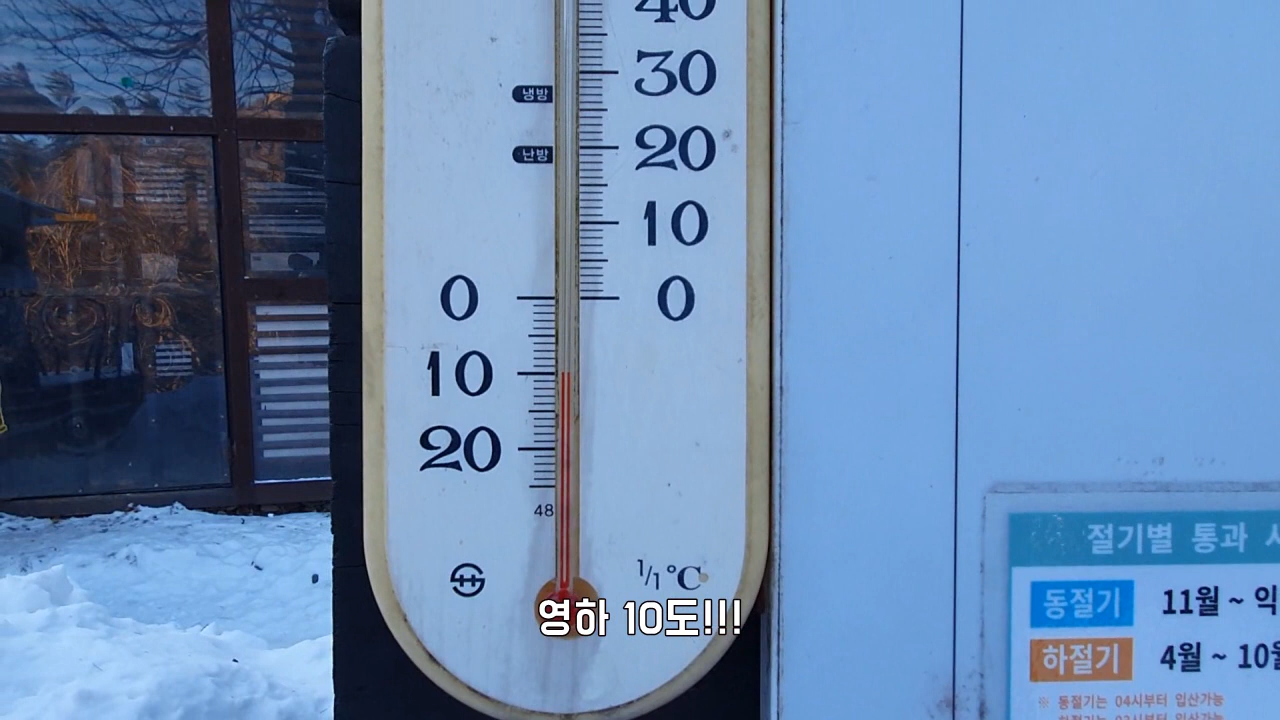 40
30
냉방
난방
20
10
0 0
10
20
48
1/1 °C
영하 10도!!!
절기별 통과
동절기 11월 ~ 익
하절기 4월 ~ 10월
※ 동절기는 04시부터 입산가능